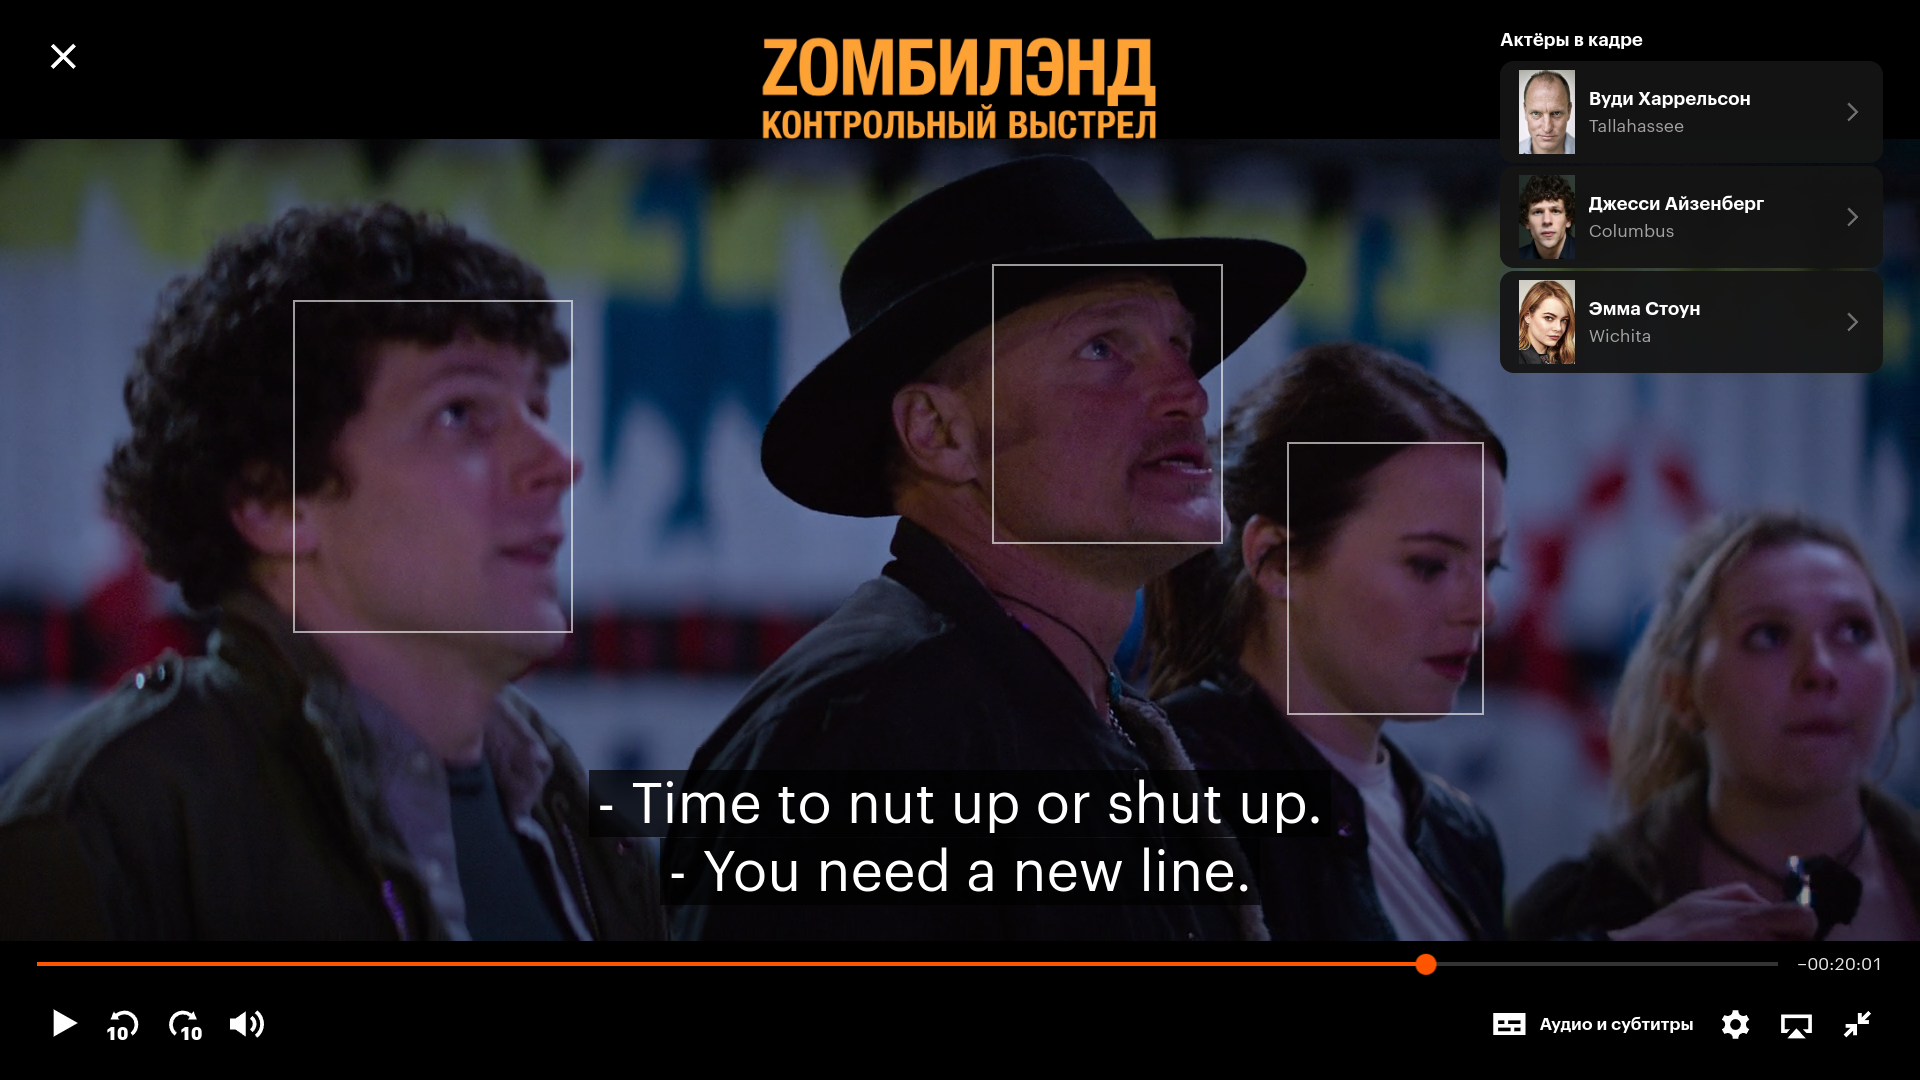 ZОМБИЛЭНД
КОНТРОЛЬНЫЙ ВЫСТРЕЛ
Актёры в кадре
Вуди Харрельсон
Tallahassee
Джесси Айзенберг
Columbus
Эмма Стоун
Wichita
- Time to nut up or shut up.
- You need a new line.
−00:20:01
10
10
Аудио и субтитры